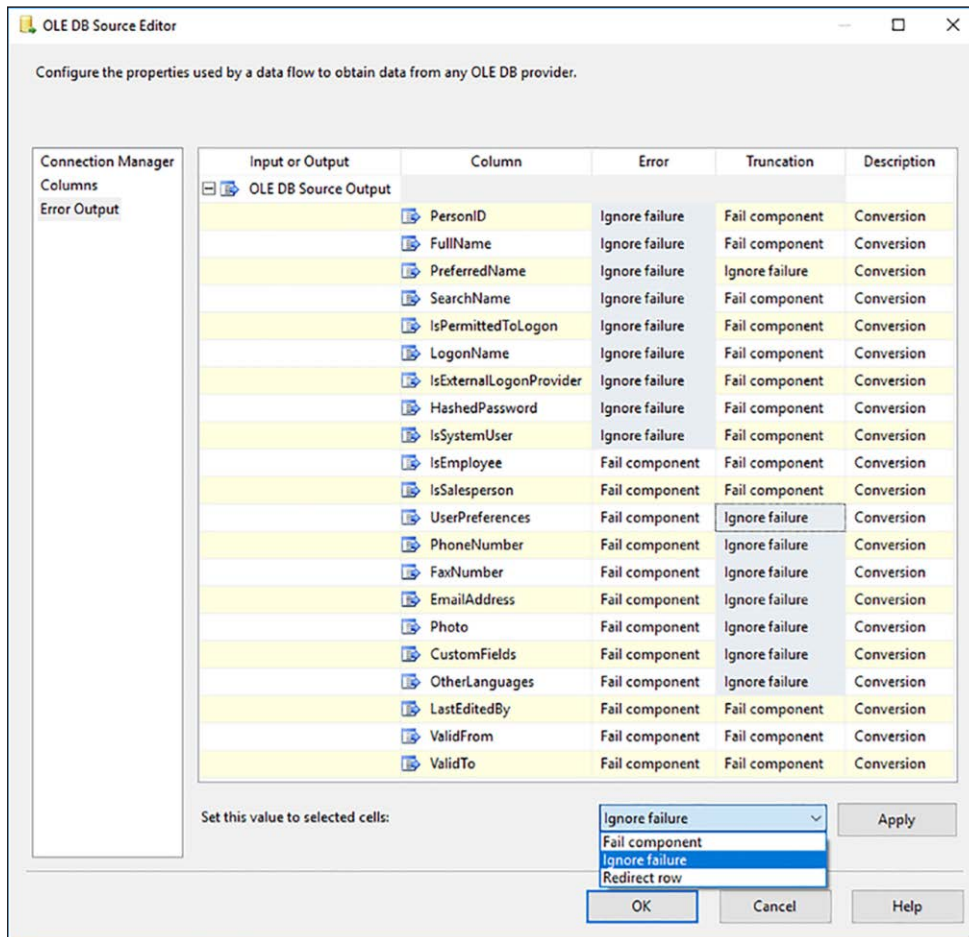 OLE DB Source Editor
Configure the properties used by a data flow to obtain data from any OLE DB provider.
Connection Manager
Columns
Error Output
Input or Output Column Error Truncation Description
OLE DB Source Output
PersonID Ignore failure Fail component Conversion
FullName Ignore failure Fail component Conversion
PreferredName Ignore failure Ignore failure Conversion
SearchName Ignore failure Fail component Conversion
IsPermittedToLogon Ignore failure Fail component Conversion
LogonName Ignore failure Fail component Conversion
IsExternalLogonProvider Ignore failure Fail component Conversion
HashedPassword Ignore failure Fail component Conversion
IsSystemUser Ignore failure Fail component Conversion
IsEmployee Fail component Fail component Conversion
IsSalesperson Fail component Fail component Conversion
UserPreferences Fail component Ignore failure Conversion
PhoneNumber Fail component Ignore failure Conversion
FaxNumber Fail component Ignore failure Conversion
EmailAddress Fail component Ignore failure Conversion
Photo Fail component Ignore failure Conversion
CustomFields Fail component Ignore failure Conversion
OtherLanguages Fail component Ignore failure Conversion
LastEditedBy Fail component Fail component Conversion
ValidFrom Fail component Fail component Conversion
ValidTo Fail component Fail component Conversion
Set this value to selected cells: Ignore failure Apply
Fail component
Ignore failure
Redirect row
OK Cancel Help